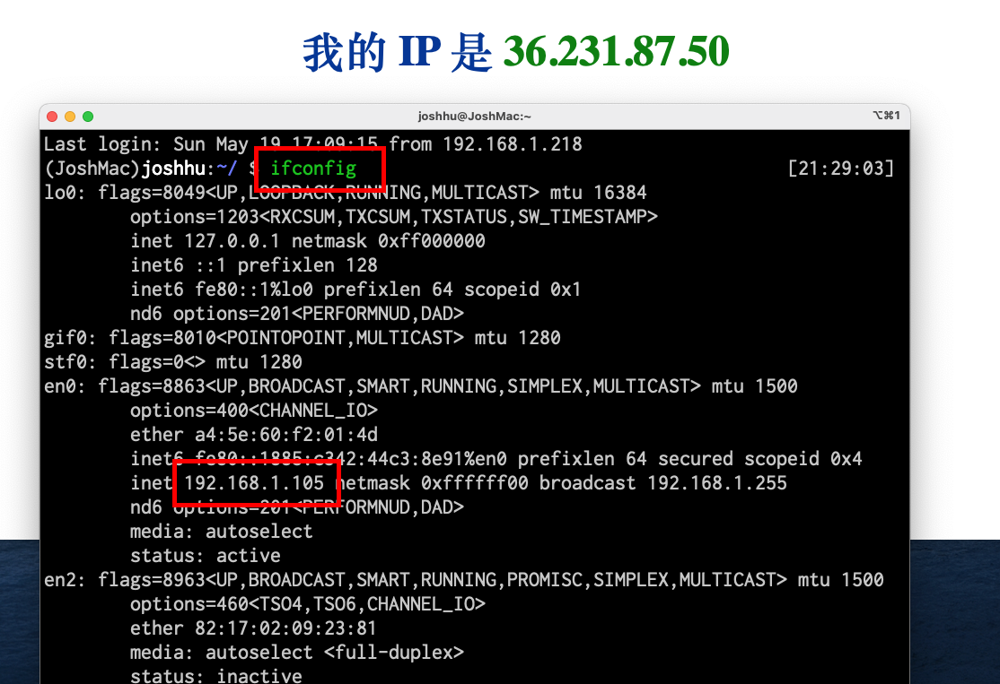 我的 IP 是 36.231.87.50
joshhu@JoshMac:~ ⌥⌘1
Last login: Sun May 19 17:09:15 from 192.168.1.218
(JoshMac)joshhu:~/ $ ifconfig [21:29:03]
lo0: flags=8049<UP,LOOPBACK,RUNNING,MULTICAST> mtu 16384
options=1203<RXCSUM,TXCSUM,TXSTATUS,SW_TIMESTAMP>
inet 127.0.0.1 netmask 0xff000000
inet6 ::1 prefixlen 128
inet6 fe80::1%lo0 prefixlen 64 scopeid 0x1
nd6 options=201<PERFORMNUD,DAD>
gif0: flags=8010<POINTOPOINT,MULTICAST> mtu 1280
stf0: flags=0<> mtu 1280
en0: flags=8863<UP,BROADCAST,SMART,RUNNING,SIMPLEX,MULTICAST> mtu 1500
options=400<CHANNEL_IO>
ether a4:5e:60:f2:01:4d
inet6 fe80::1885:c342:44c3:8e91%en0 prefixlen 64 secured scopeid 0x4
inet 192.168.1.105 netmask 0xffffff00 broadcast 192.168.1.255
nd6 options=201<PERFORMNUD,DAD>
media: autoselect
status: active
en2: flags=8963<UP,BROADCAST,SMART,RUNNING,PROMISC,SIMPLEX,MULTICAST> mtu 1500
options=460<TSO4,TSO6,CHANNEL_IO>
ether 82:17:02:09:23:81
media: autoselect <full-duplex>
status: inactive